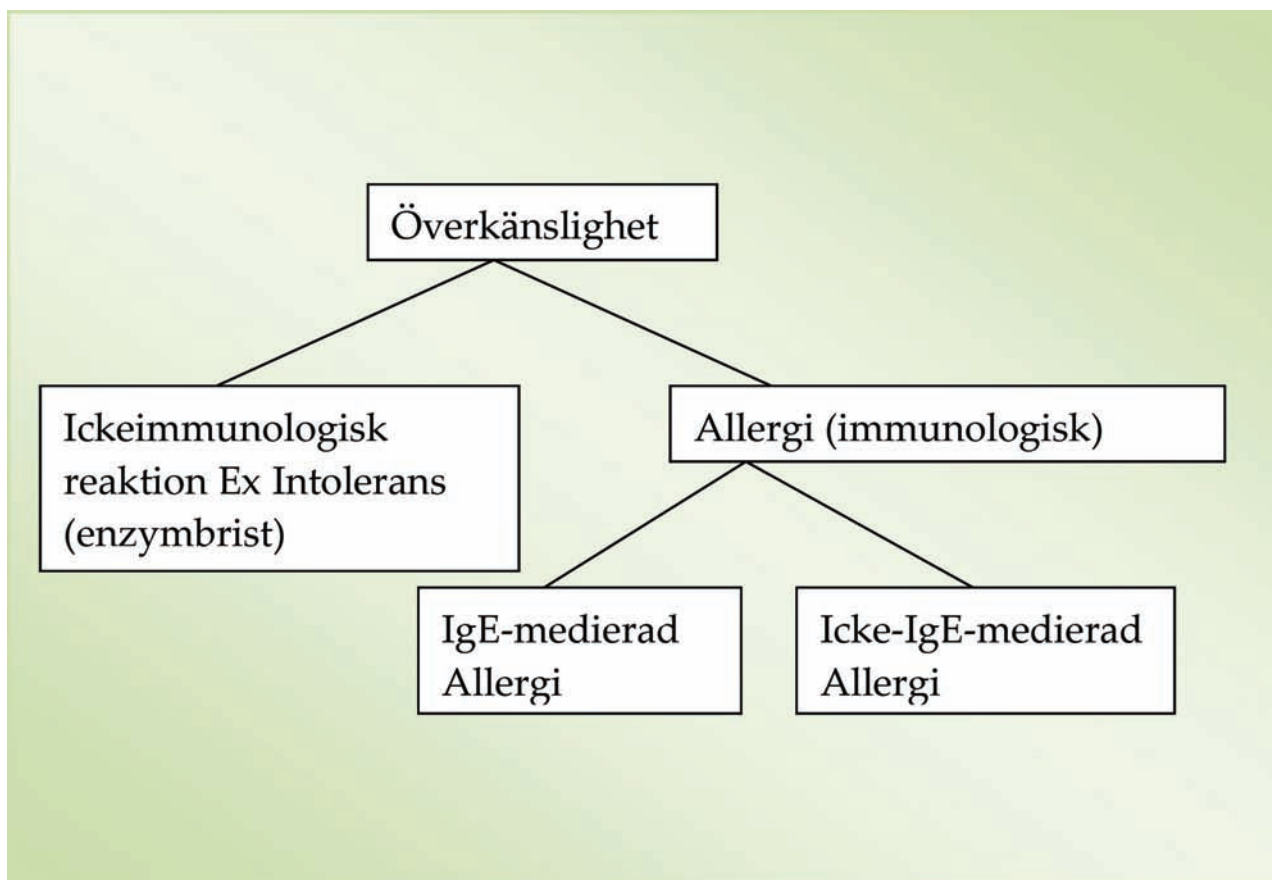 Överkänslighet
Ickeimmunologisk
reaktion Ex Intolerans
(enzymbrist)
Allergi (immunologisk)
IgE-medierad
Allergi
Icke-IgE-medierad
Allergi